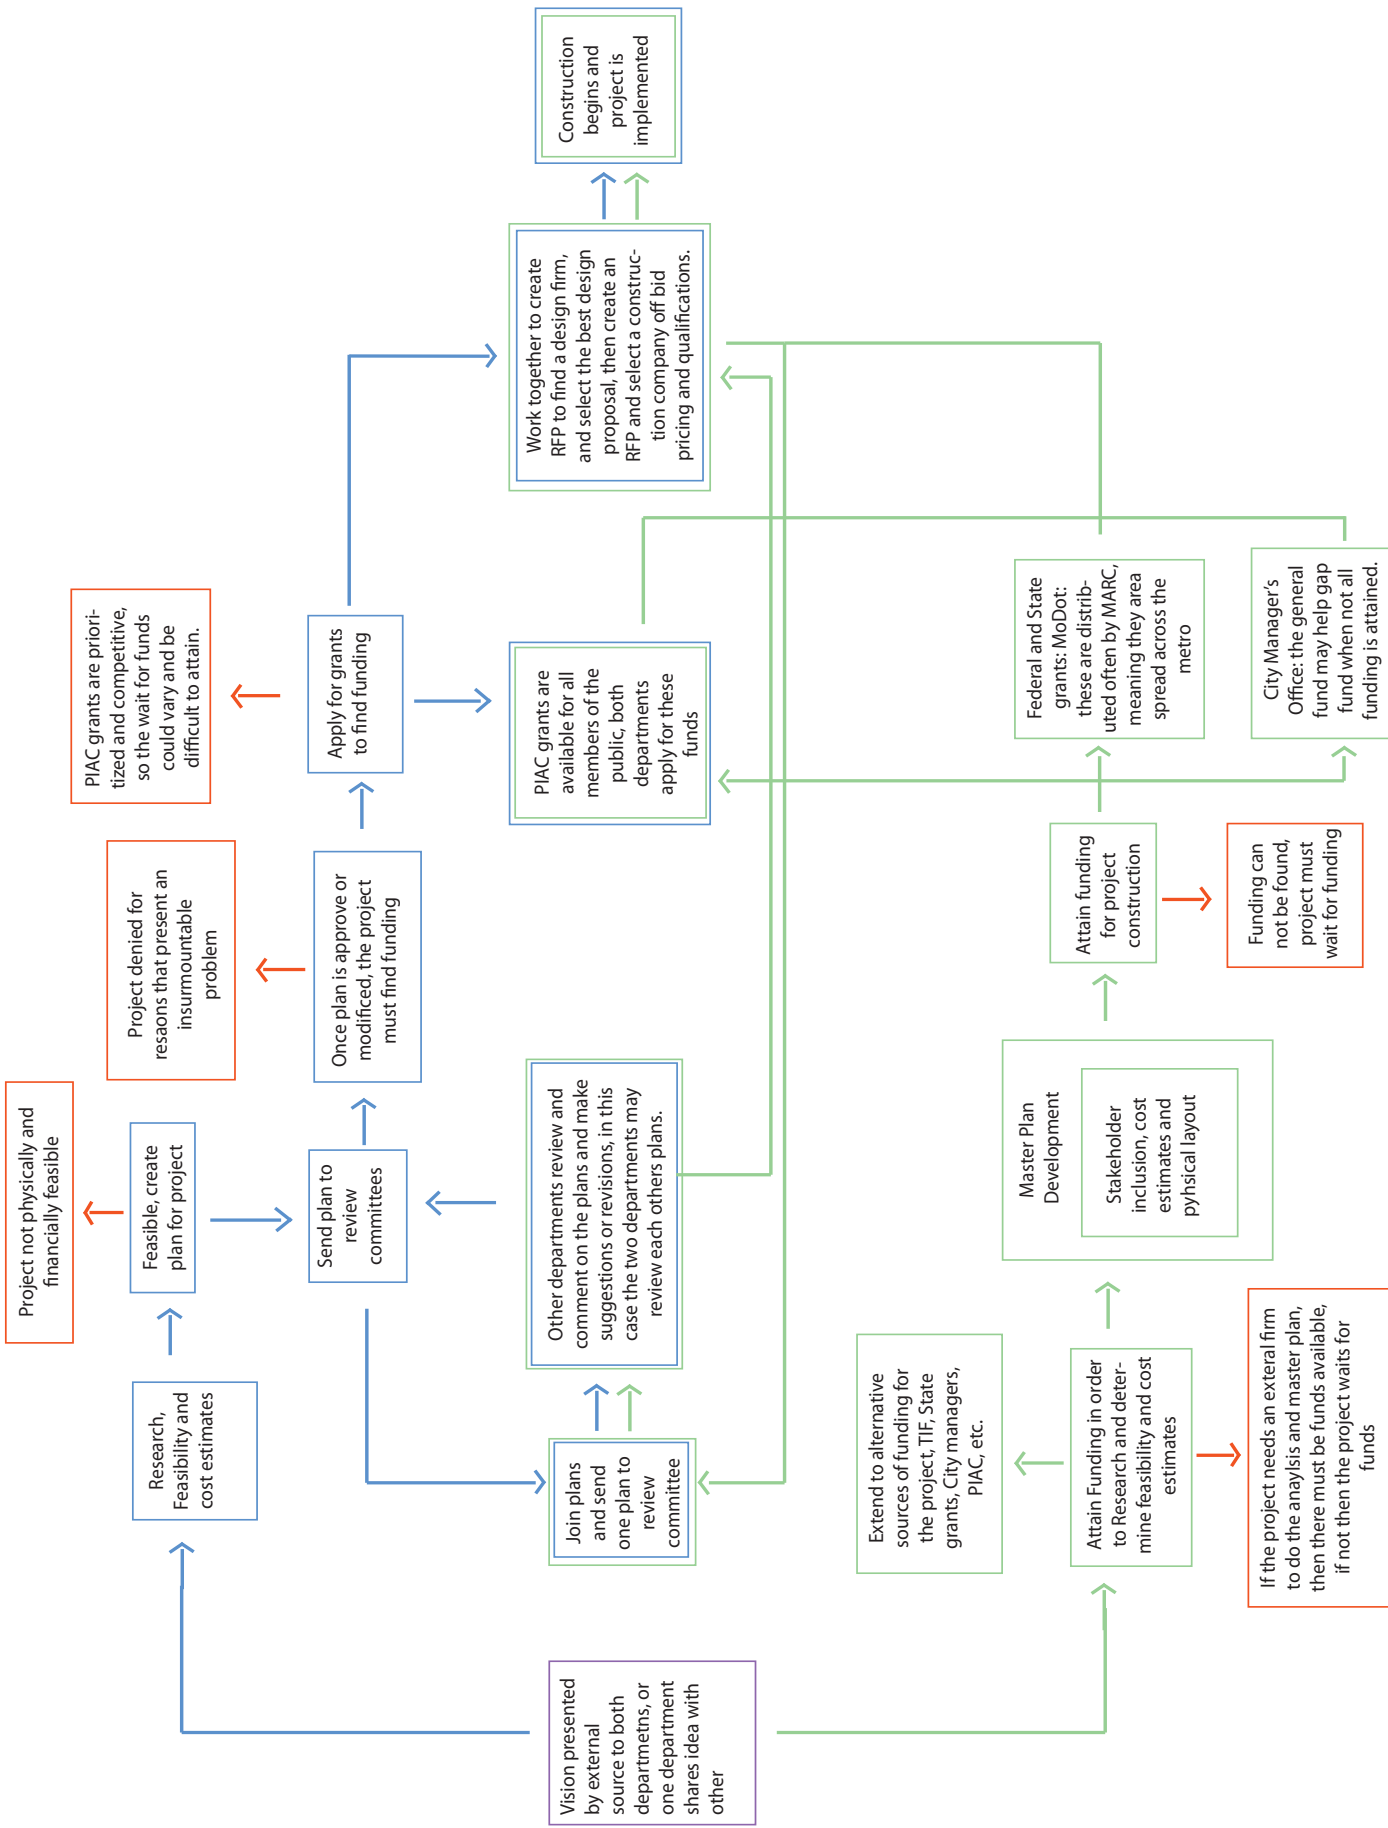 Vision presented
by external
source to both
departmetns, or
one department
shares idea with
other
Research,
Feasibility and
cost estimates
Project not physically and
financially feasible
Feasible, create
plan for project
Send plan to
review
committees
Project denied for
resaons that present an
insurmountable
problem
Once plan is approve or
modificed, the project
must find funding
PIAC grants are priori-
tized and competitive,
so the wait for funds
could vary and be
difficult to attain.
Apply for grants
to find funding
Join plans
and send
one plan to
review
committee
Other departments review and
comment on the plans and make
suggestions or revisions, in this
case the two departments may
review each others plans.
PIAC grants are
available for all
members of the
public, both
departments
apply for these
funds
Work together to create
RFP to find a design firm,
and select the best design
proposal, then create an
RFP and select a construc-
tion company off bid
pricing and qualifications.
Construction
begins and
project is
implemented
Extend to alternative
sources of funding for
the project, TIF, State
grants, City managers,
PIAC, etc.
Attain Funding in order
to Research and deter-
mine feasibility and cost
estimates
If the project needs an exteral firm
to do the anaylsis and master plan,
then there must be funds available,
if not then the project waits for
funds
Master Plan
Development
Stakeholder
inclusion, cost
estimates and
pyhsical layout
Attain funding
for project
construction
Funding can
not be found,
project must
wait for funding
Federal and State
grants: MoDot:
these are distrib-
uted often by MARC,
meaning they area
spread across the
metro
City Manager's
Office: the general
fund may help gap
fund when not all
funding is attained.